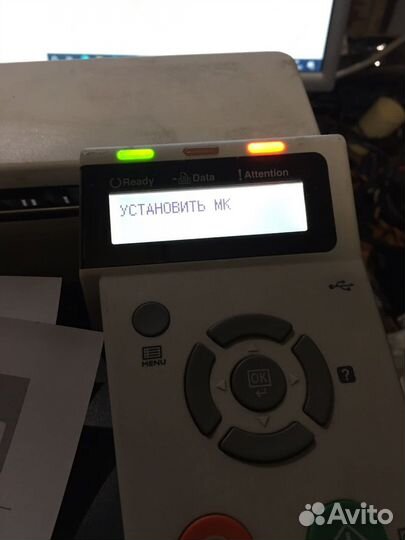 Ready
Data
! Attention
УСТАНОВИТЬ МК
MENU
OK
?
Avito